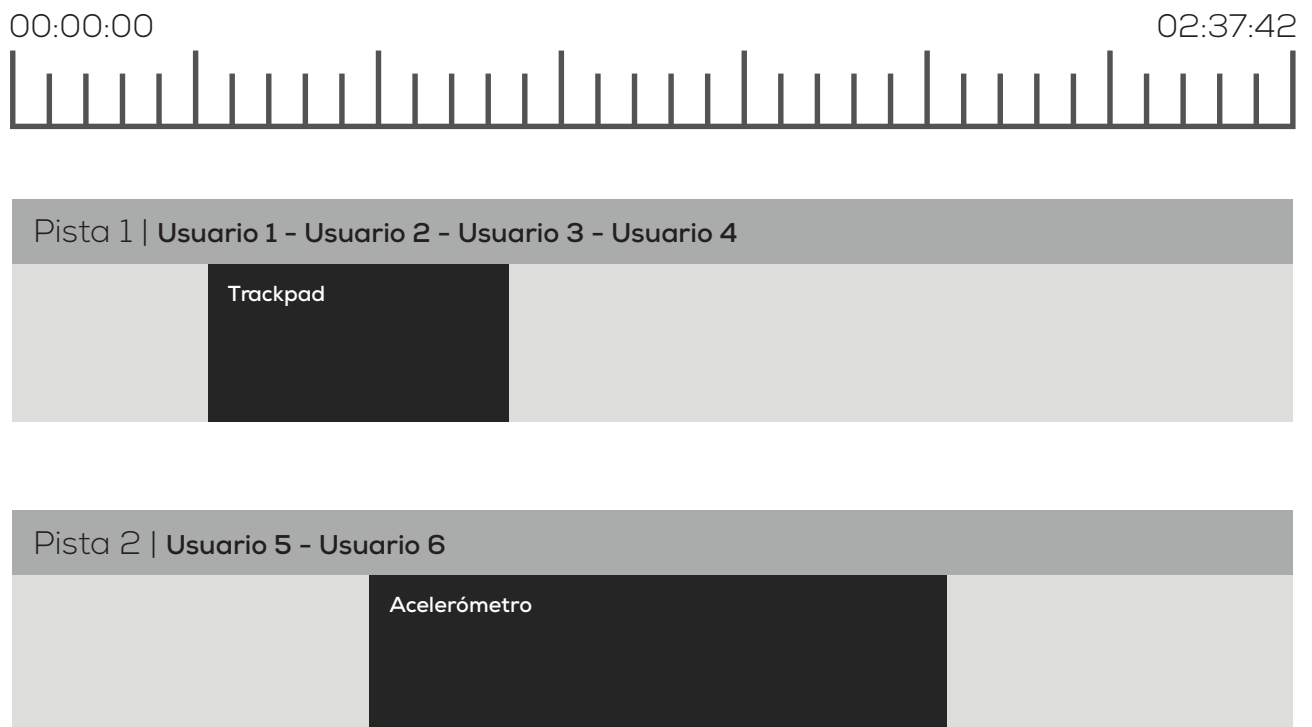 00:00:00 02:37:42
Pista 1 | Usuario 1 - Usuario 2 - Usuario 3 - Usuario 4
Trackpad
Pista 2 | Usuario 5 - Usuario 6
Acelerómetro